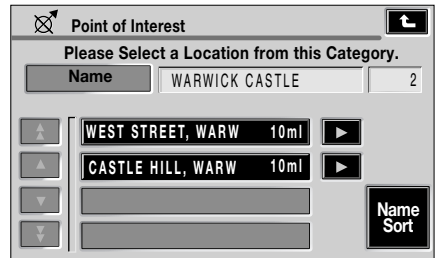 Point of Interest
Please Select a Location from this Category.
Name WARWICK CASTLE 2
WEST STREET, WARW 10ml
CASTLE HILL, WARW 10ml
Name
Sort